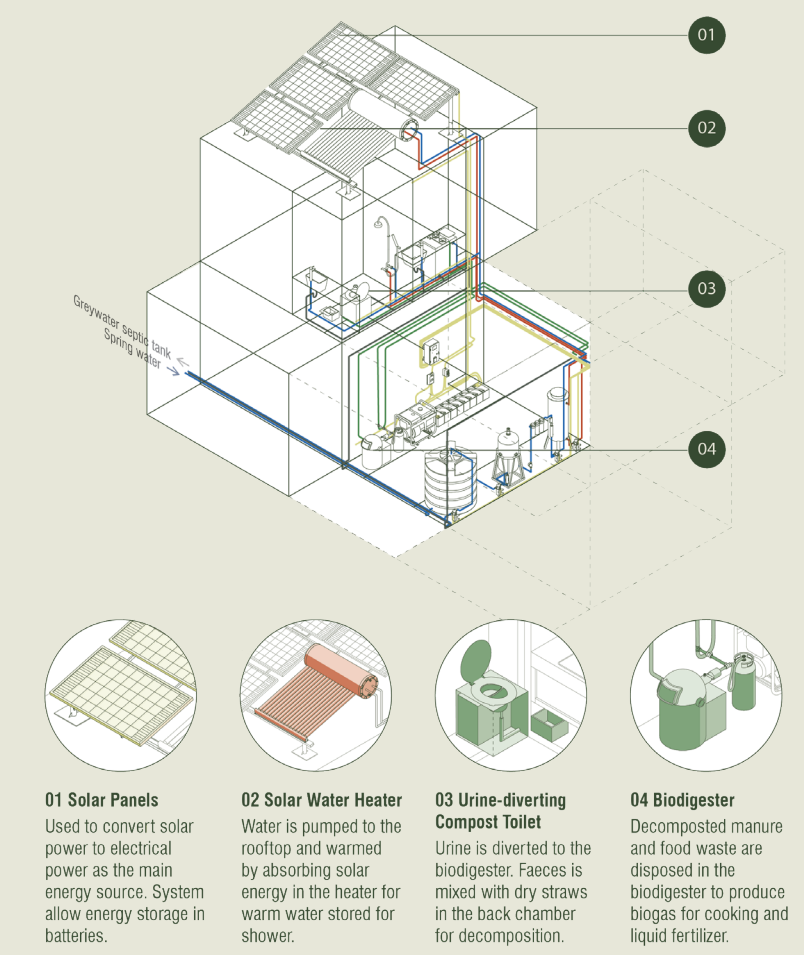 01
02
03
Greywater septic tank
Spring water
04
01 Solar Panels
Used to convert solar
power to electrical
power as the main
energy source. System
allow energy storage in
batteries.
02 Solar Water Heater
Water is pumped to the
rooftop and warmed
by absorbing solar
energy in the heater for
warm water stored for
shower.
03 Urine-diverting
Compost Toilet
Urine is diverted to the
biodigester. Faeces is
mixed with dry straws
in the back chamber
for decomposition.
04 Biodigester
Decomposted manure
and food waste are
disposed in the
biodigester to produce
biogas for cooking and
liquid fertilizer.